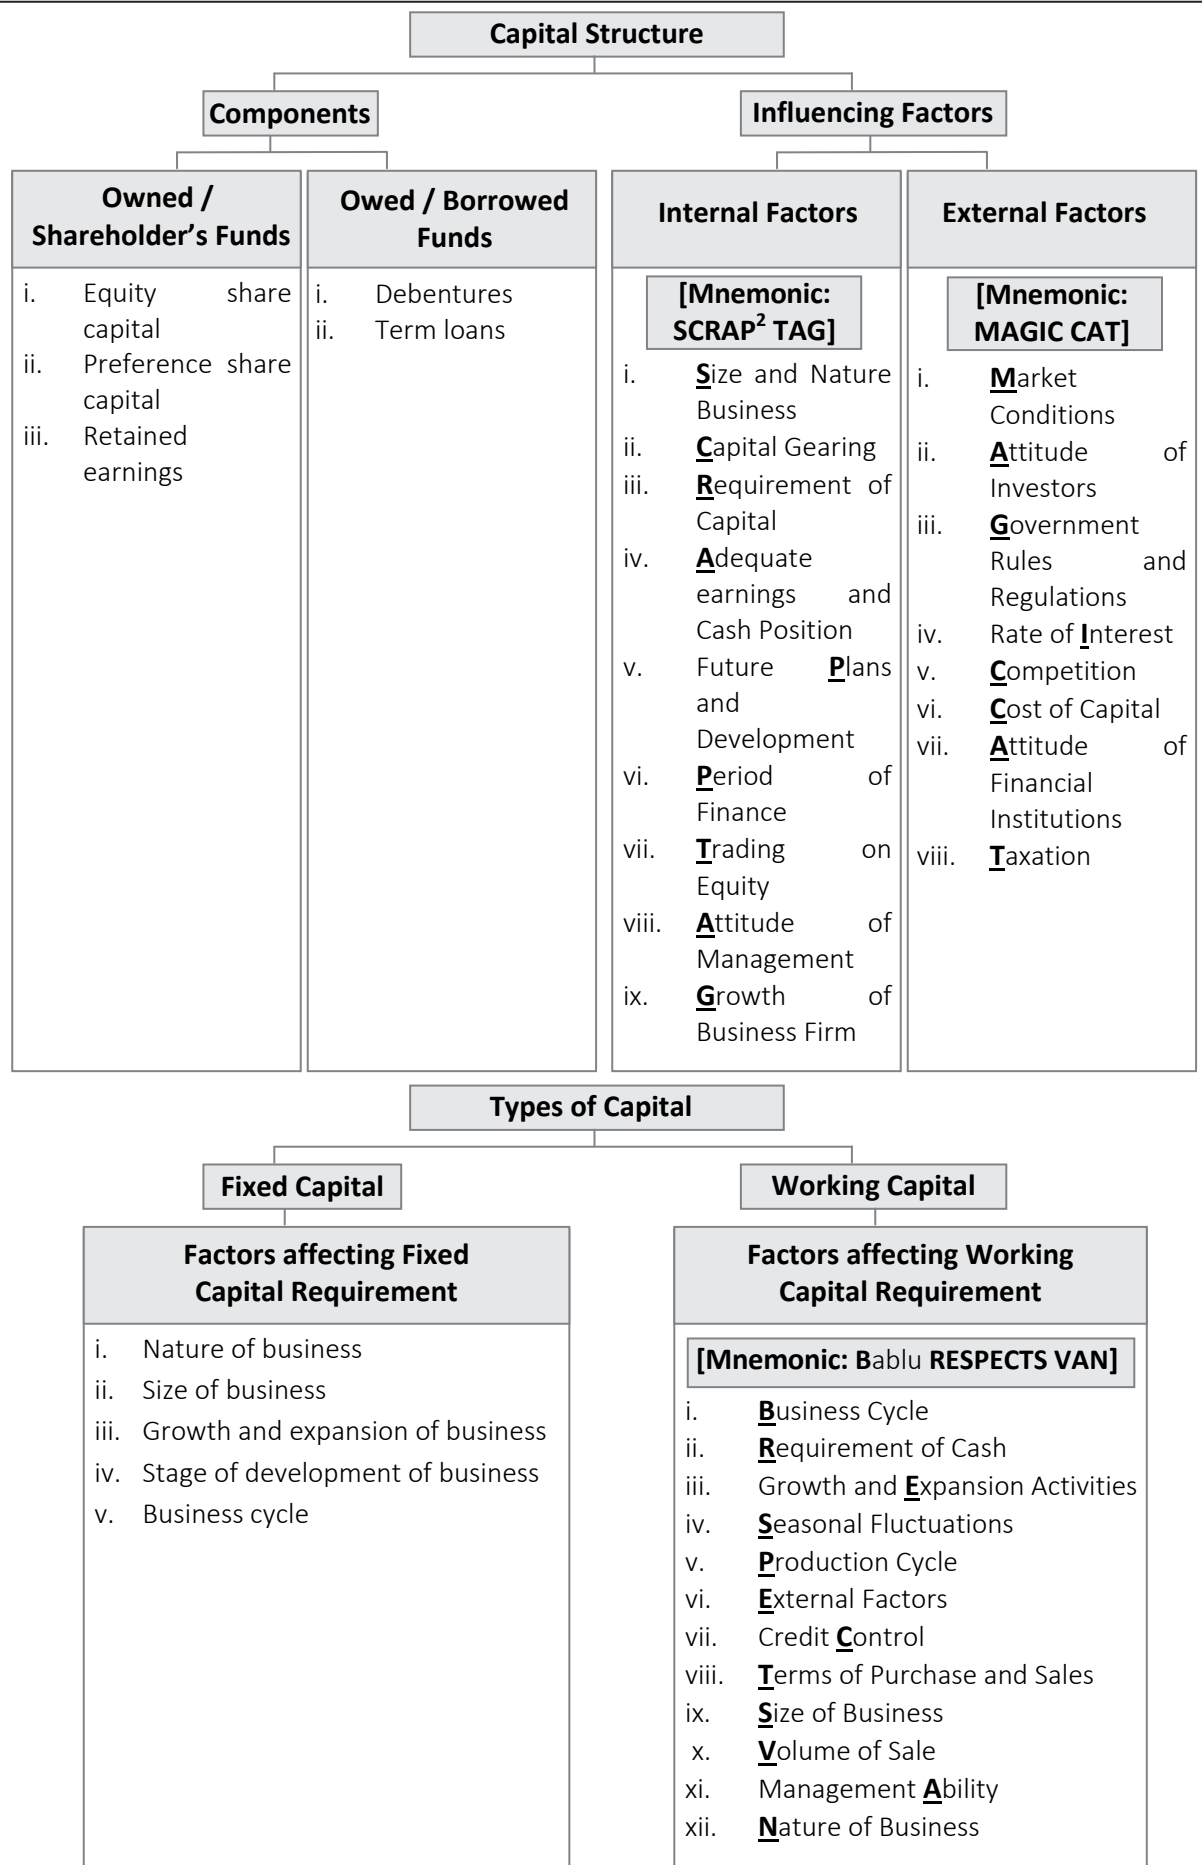 Capital Structure
Components
Influencing Factors
Owned /
Shareholder’s Funds
i. Equity share
capital
ii. Preference share
capital
iii. Retained
earnings
Owed / Borrowed
Funds
i. Debentures
ii. Term loans
Internal Factors
[Mnemonic:
SCRAP² TAG]
i. Size and Nature
Business
ii. Capital Gearing
iii. Requirement of
Capital
iv. Adequate
earnings and
Cash Position
v. Future Plans
and
Development
vi. Period of
Finance
vii. Trading on
Equity
viii. Attitude of
Management
ix. Growth of
Business Firm
External Factors
[Mnemonic:
MAGIC CAT]
i. Market
Conditions
ii. Attitude of
Investors
iii. Government
Rules and
Regulations
iv. Rate of Interest
v. Competition
vi. Cost of Capital
vii. Attitude of
Financial
Institutions
viii. Taxation
Types of Capital
Fixed Capital
Working Capital
Factors affecting Fixed
Capital Requirement
i. Nature of business
ii. Size of business
iii. Growth and expansion of business
iv. Stage of development of business
v. Business cycle
Factors affecting Working
Capital Requirement
[Mnemonic: Bablu RESPECTS VAN]
i. Business Cycle
ii. Requirement of Cash
iii. Growth and Expansion Activities
iv. Seasonal Fluctuations
v. Production Cycle
vi. External Factors
vii. Credit Control
viii. Terms of Purchase and Sales
ix. Size of Business
x. Volume of Sale
xi. Management Ability
xii. Nature of Business